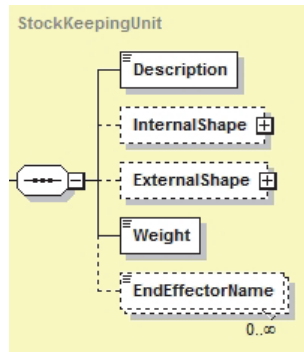 StockKeepingUnit
Description
InternalShape
ExternalShape
Weight
EndEffectorName
0..∞